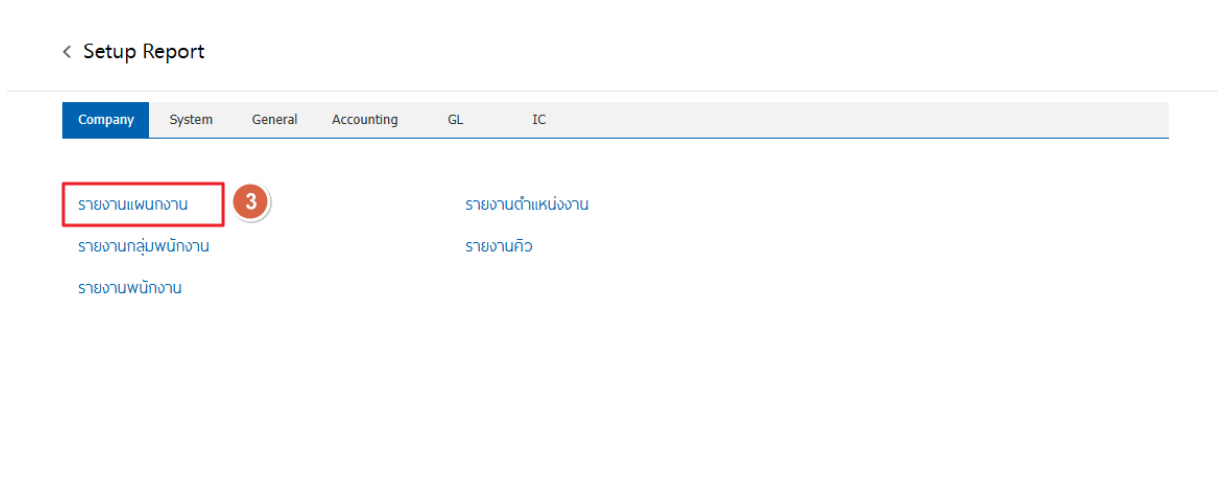 < Setup Report
Company System General Accounting GL IC
รายงานแผนกงาน 3 รายงานตำแหน่งงาน
รายงานกลุ่มพนักงาน รายงานคิว
รายงานพนักงาน